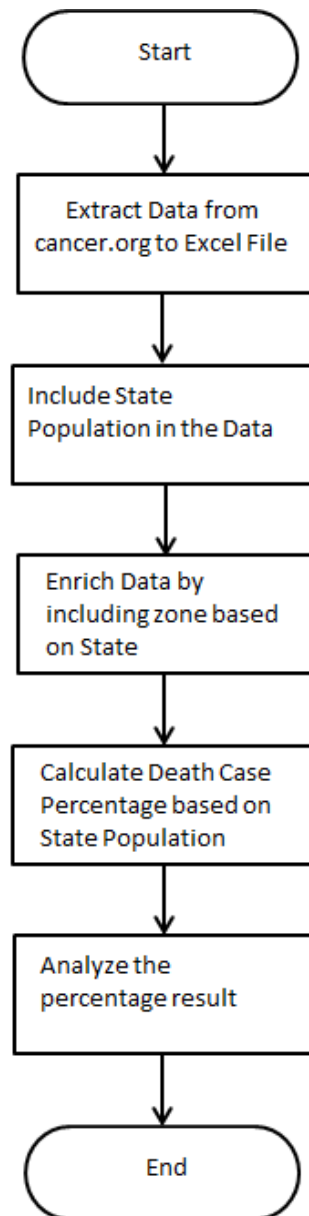 Start
Extract Data from
cancer.org to Excel File
Include State
Population in the Data
Enrich Data by
including zone based
on State
Calculate Death Case
Percentage based on
State Population
Analyze the
percentage result
End